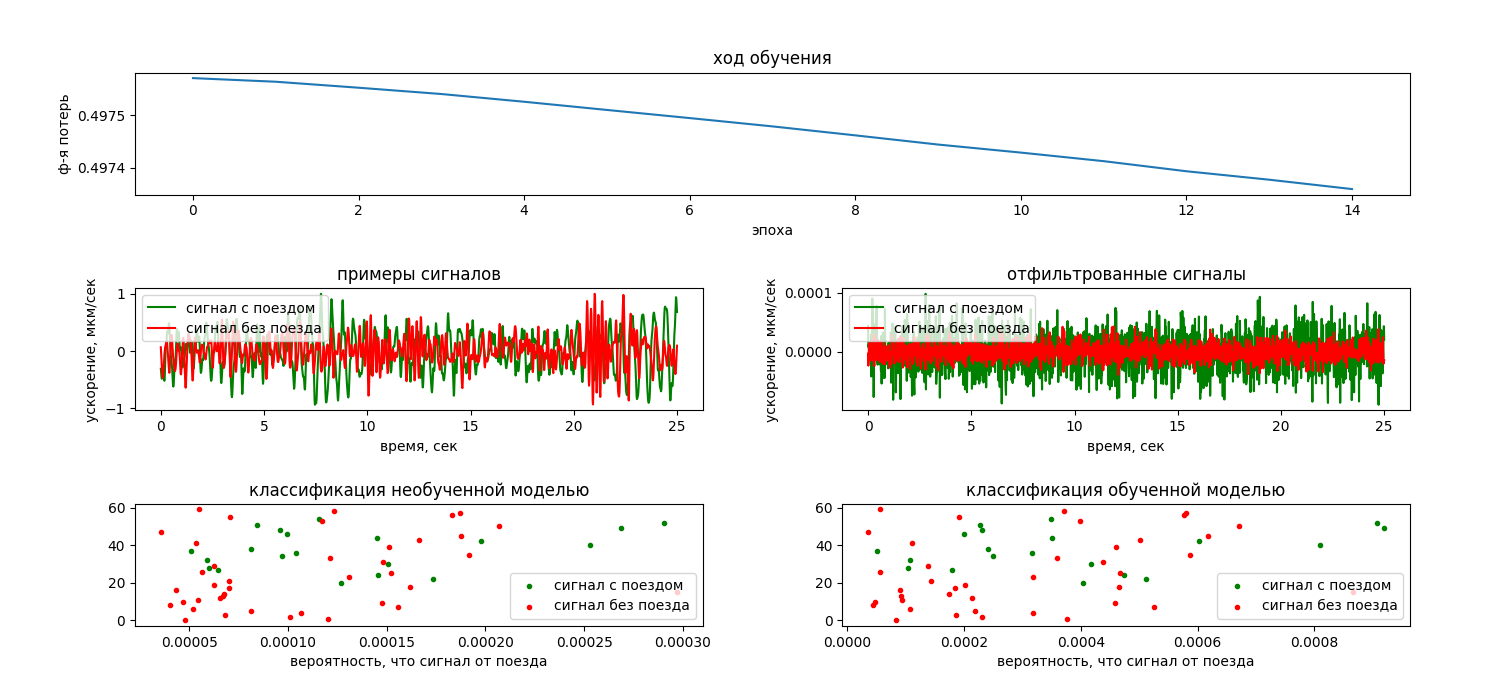 ход обучения
ф-я потерь
0.4975
0.4974
0 2 4 6 8 10 12 14
эпоха
примеры сигналов
ускорение, мкм/сек
1
0
−1
сигнал с поездом
сигнал без поезда
0 5 10 15 20 25
время, сек
отфильтрованные сигналы
ускорение, мкм/сек
0.0001
0.0000
сигнал с поездом
сигнал без поезда
0 5 10 15 20 25
время, сек
классификация необученной моделью
60
40
20
0
сигнал с поездом
сигнал без поезда
0.00005 0.00010 0.00015 0.00020 0.00025 0.00030
вероятность, что сигнал от поезда
классификация обученной моделью
60
40
20
0
сигнал с поездом
сигнал без поезда
0.0000 0.0002 0.0004 0.0006 0.0008
вероятность, что сигнал от поезда